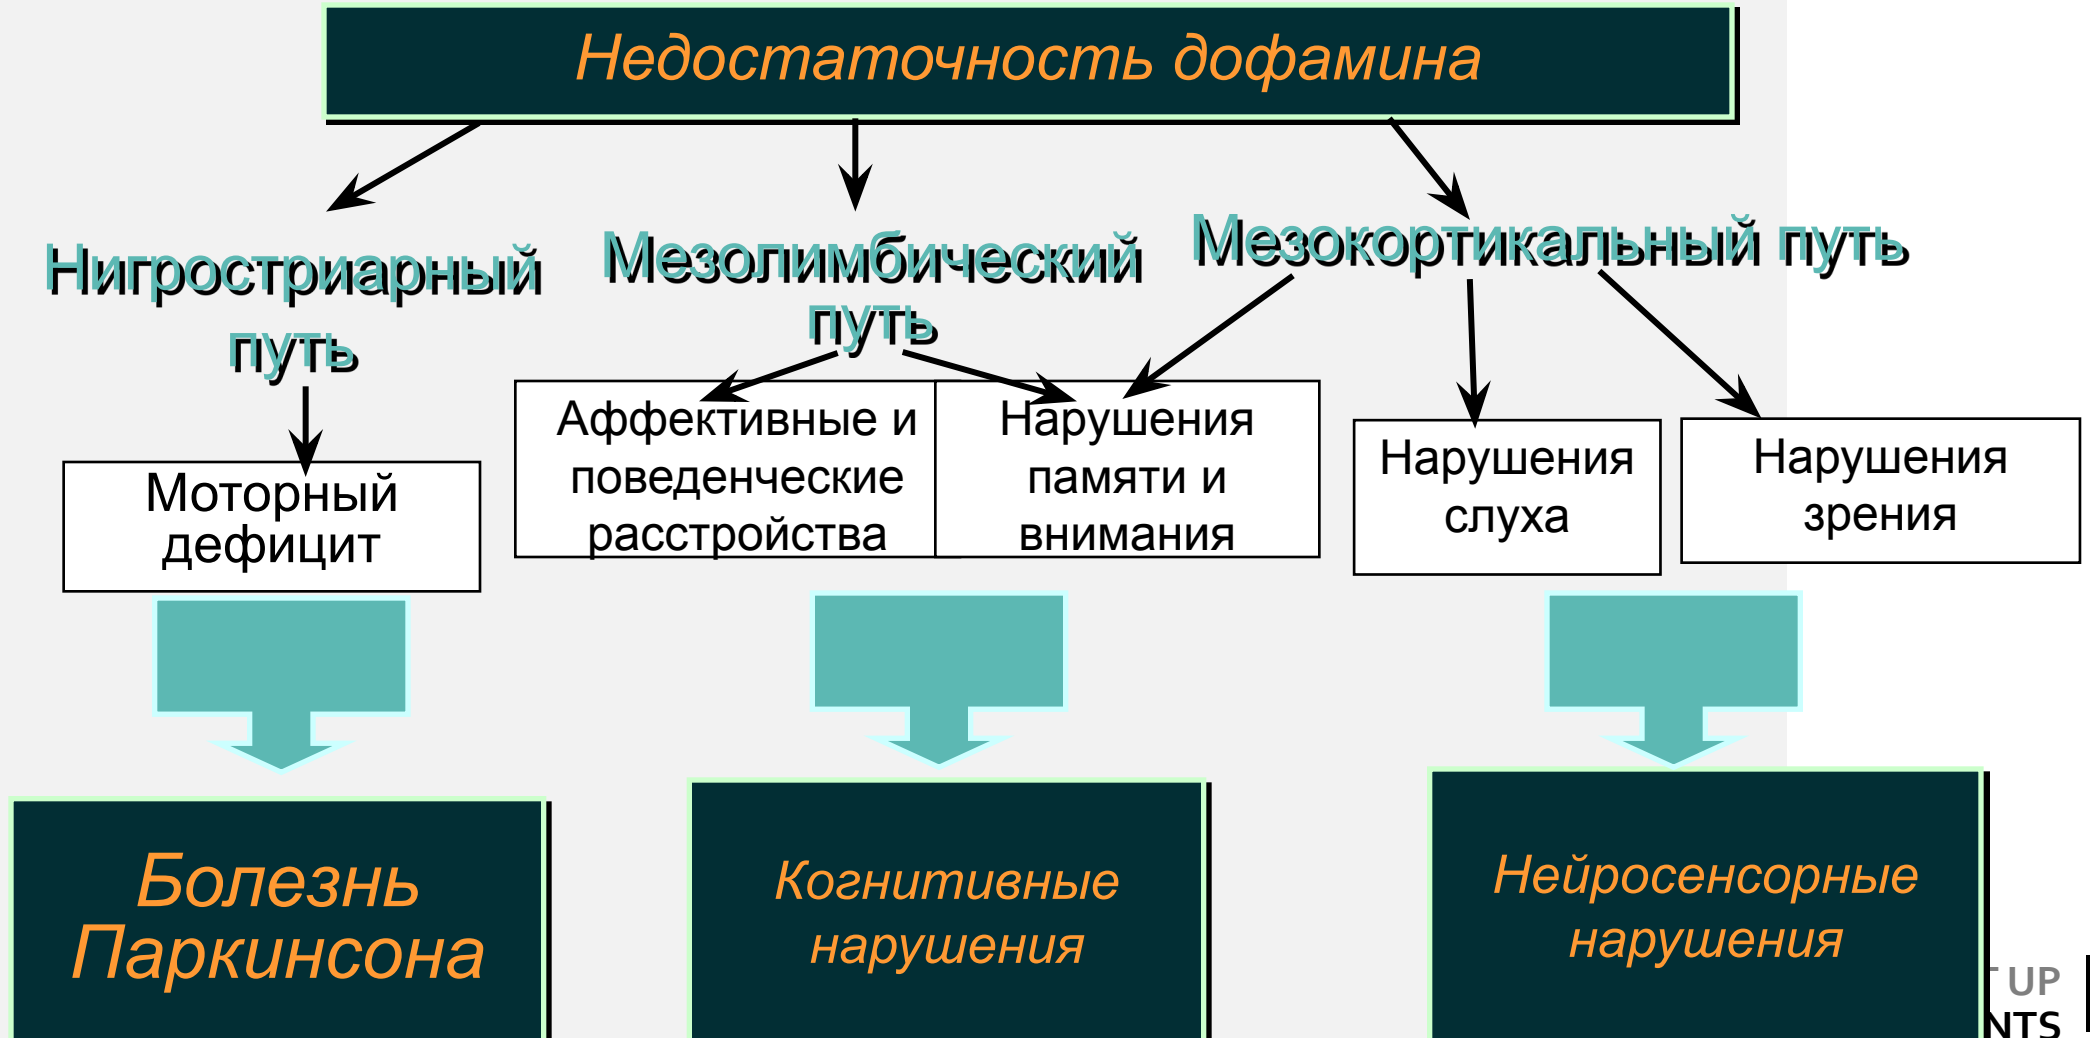 Недостаточность дофамина
Нигростриарный
путь
Мезолимбический
путь
Мезокортикальный путь
Моторный
дефицит
Аффективные и
поведенческие
расстройства
Нарушения
памяти и
внимания
Нарушения
слуха
Нарушения
зрения
Болезнь
Паркинсона
Когнитивные
нарушения
Нейросенсорные
нарушения
UP